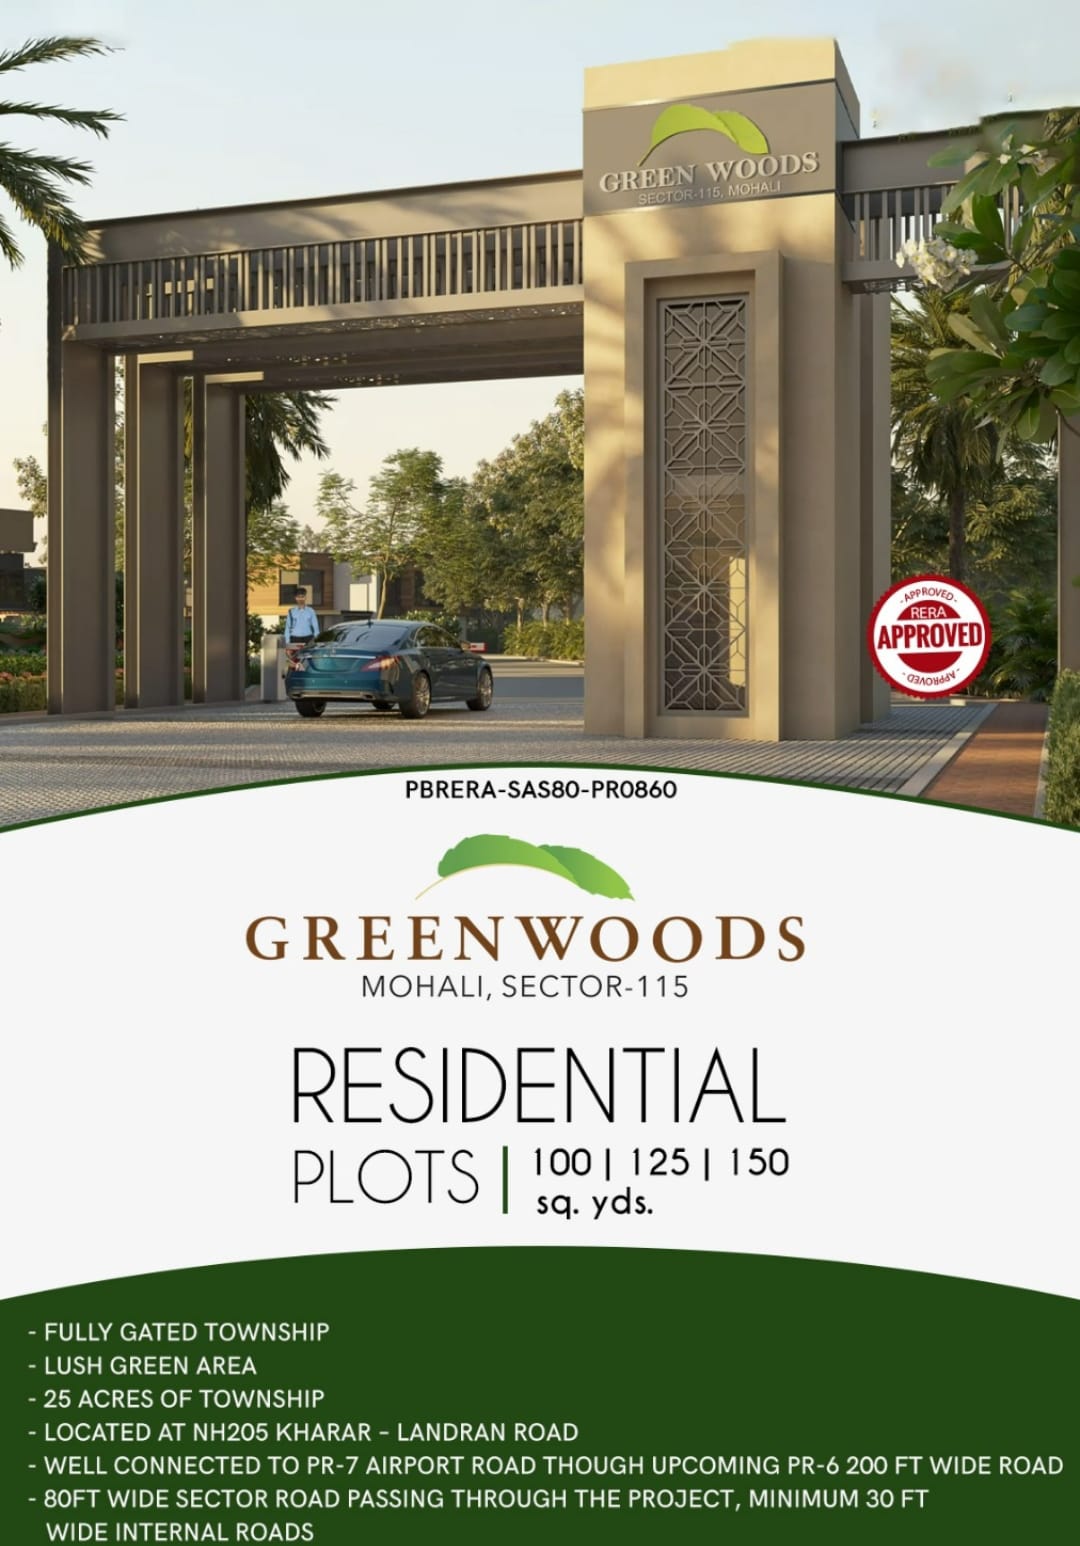 GREEN WOODS
SECTOR-115, MOHALI
- APPROVED -
RERA
APPROVED
- APPROVED -
PBRERA-SAS80-PR0860
GREENWOODS
MOHALI, SECTOR-115
RESIDENTIAL
PLOTS | 100 | 125 | 150
sq. yds.
- FULLY GATED TOWNSHIP
- LUSH GREEN AREA
- 25 ACRES OF TOWNSHIP
- LOCATED AT NH205 KHARAR - LANDRAN ROAD
- WELL CONNECTED TO PR-7 AIRPORT ROAD THOUGH UPCOMING PR-6 200 FT WIDE ROAD
- 80FT WIDE SECTOR ROAD PASSING THROUGH THE PROJECT, MINIMUM 30 FT
WIDE INTERNAL ROADS